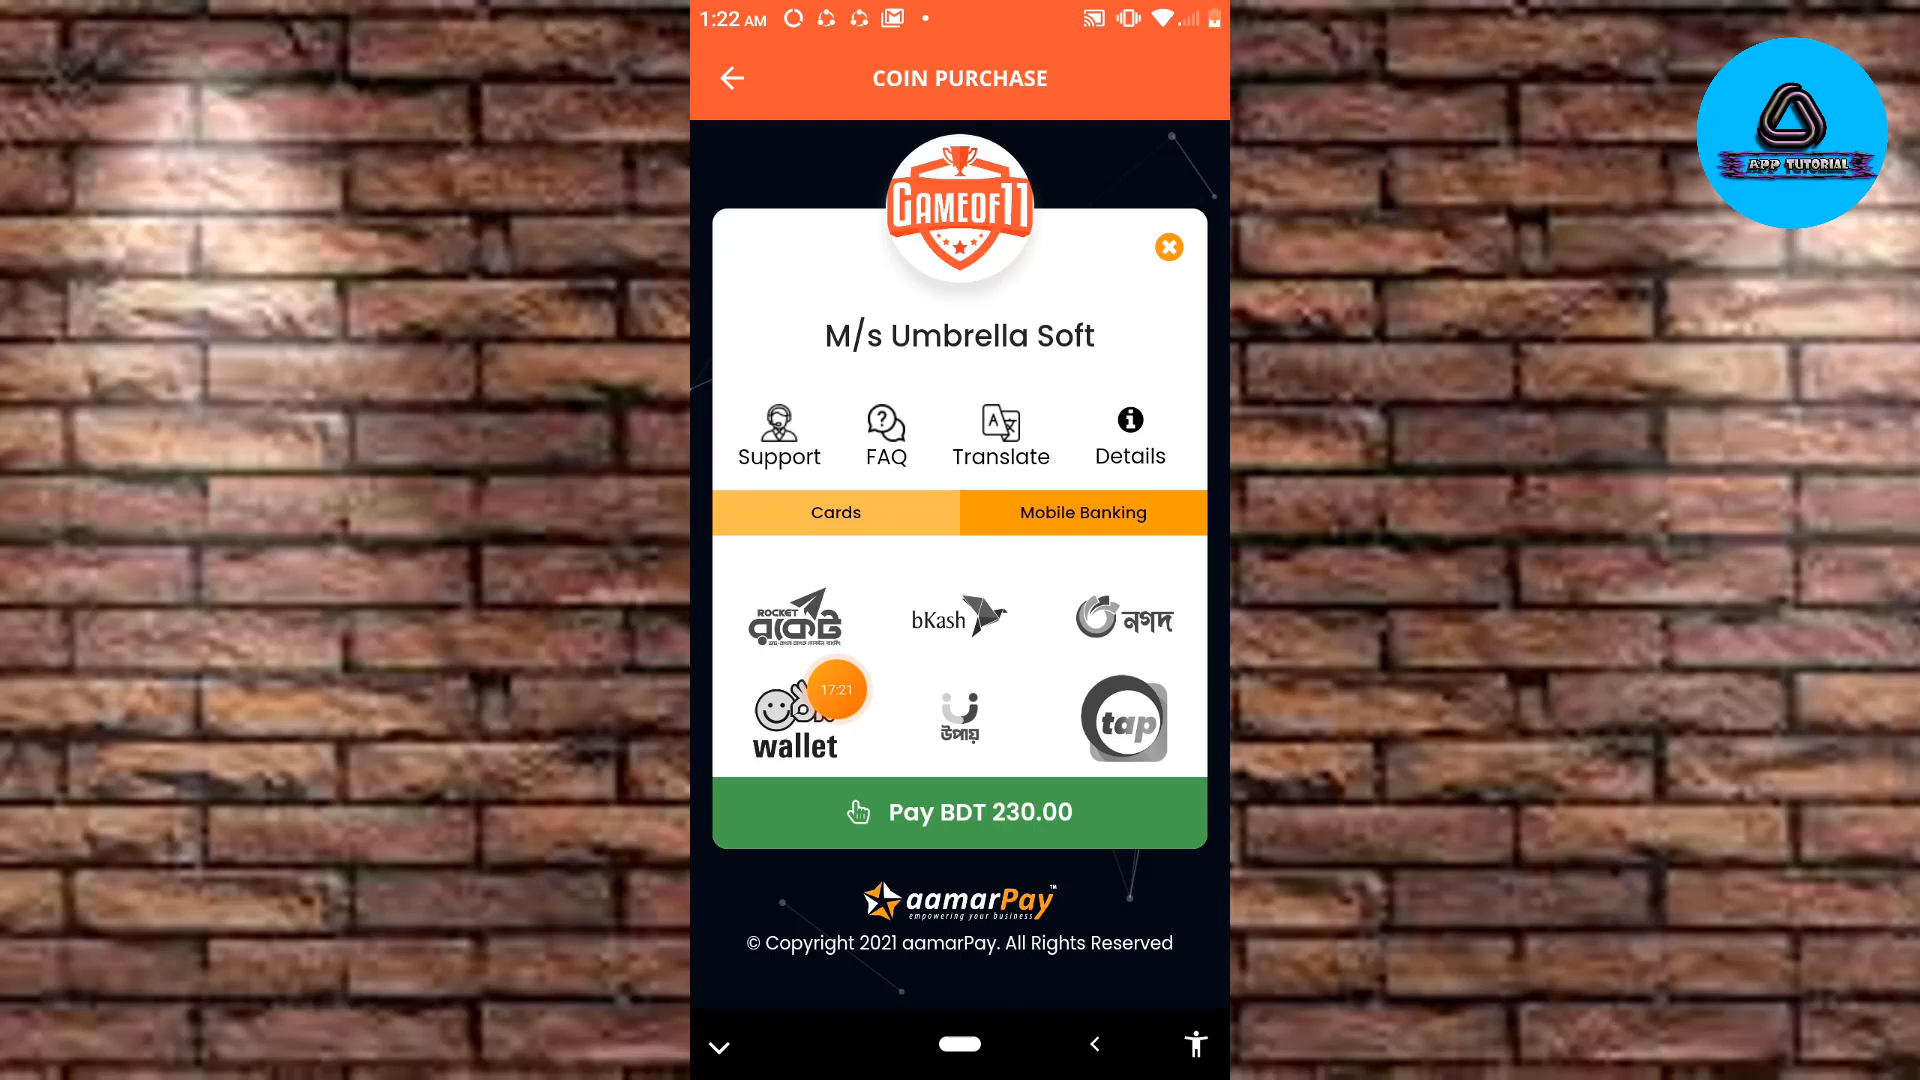 1:22 AM
COIN PURCHASE
APP TUTORIAL
GAMEOF11
M/s Umbrella Soft
Support FAQ Translate Details
Cards Mobile Banking
ROCKET
রকেট
bKash
নগদ
17:21
wallet
উপায়
tap
Pay BDT 230.00
aamarPay™
empowering your business
© Copyright 2021 aamarPay. All Rights Reserved